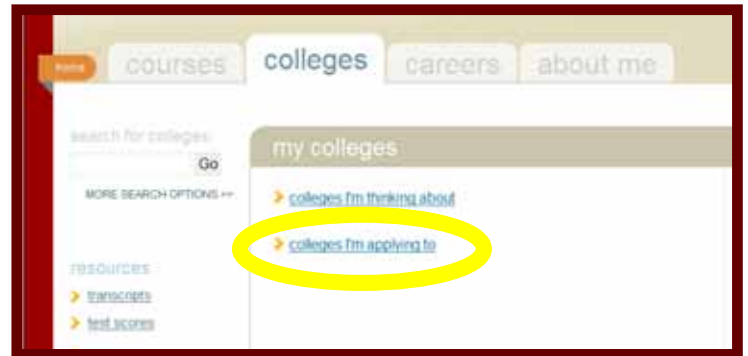 home
courses
colleges
careers
about me
search for colleges:
Go
MORE SEARCH OPTIONS >>
resources
transcripts
test scores
my colleges
colleges I'm thinking about
colleges I'm applying to